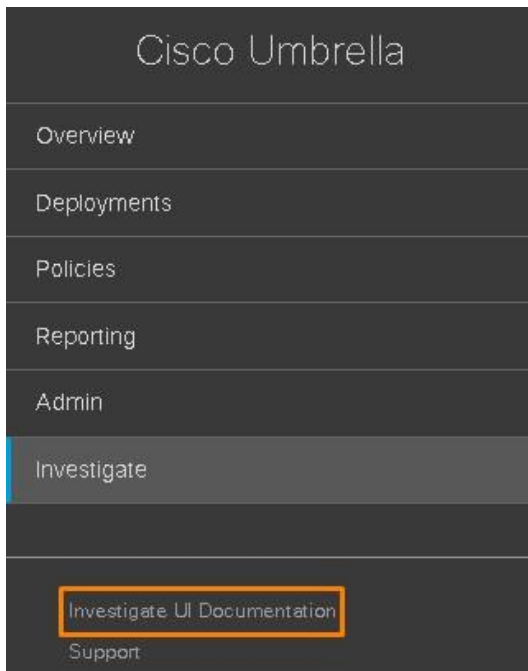 Cisco Umbrella
Overview
Deployments
Policies
Reporting
Admin
Investigate
Investigate UI Documentation
Support